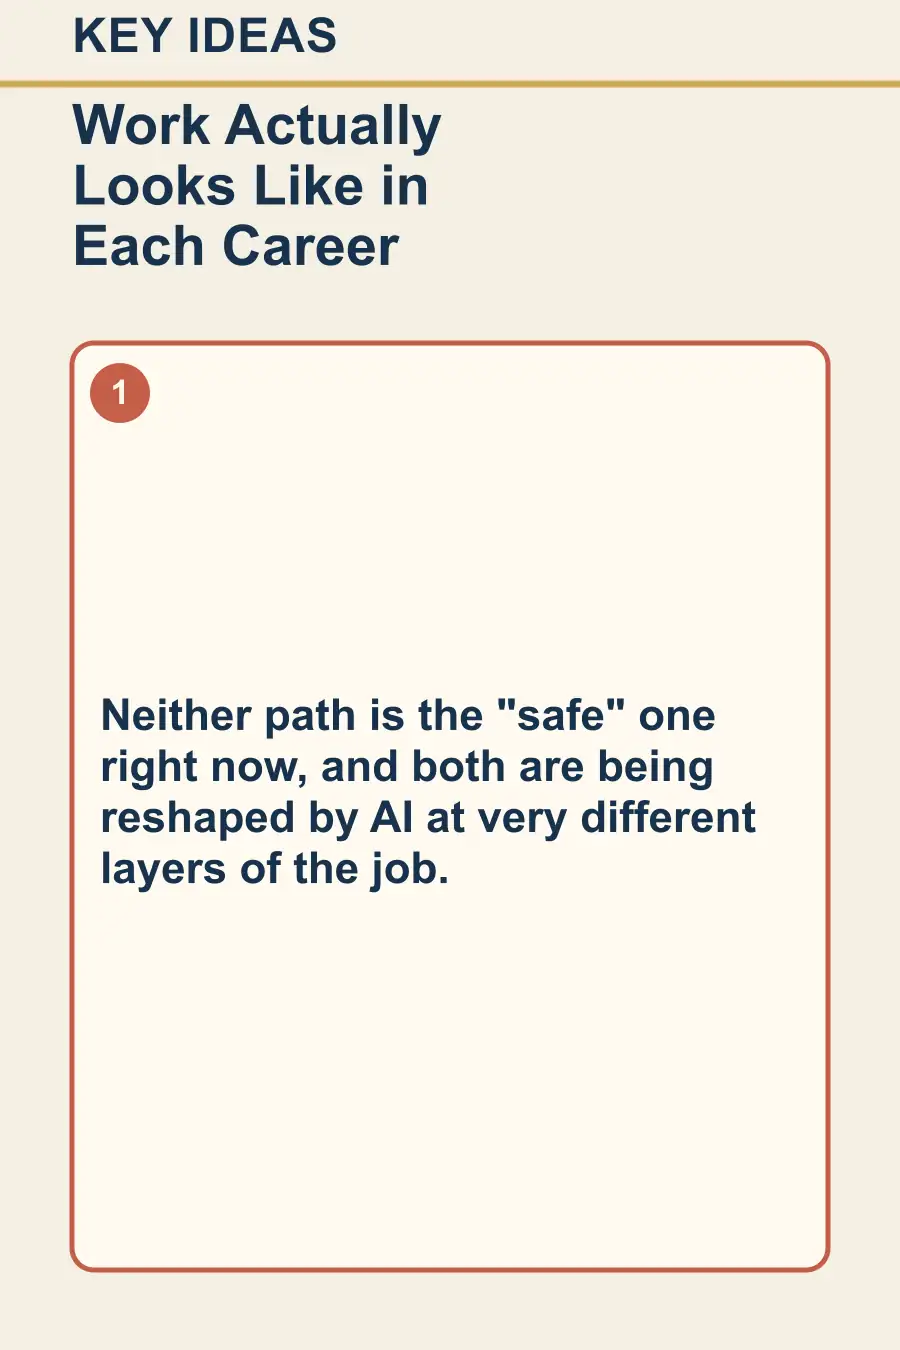 KEY IDEAS
Work Actually
Looks Like in
Each Career
1
Neither path is the "safe" one
right now, and both are being
reshaped by AI at very different
layers of the job.